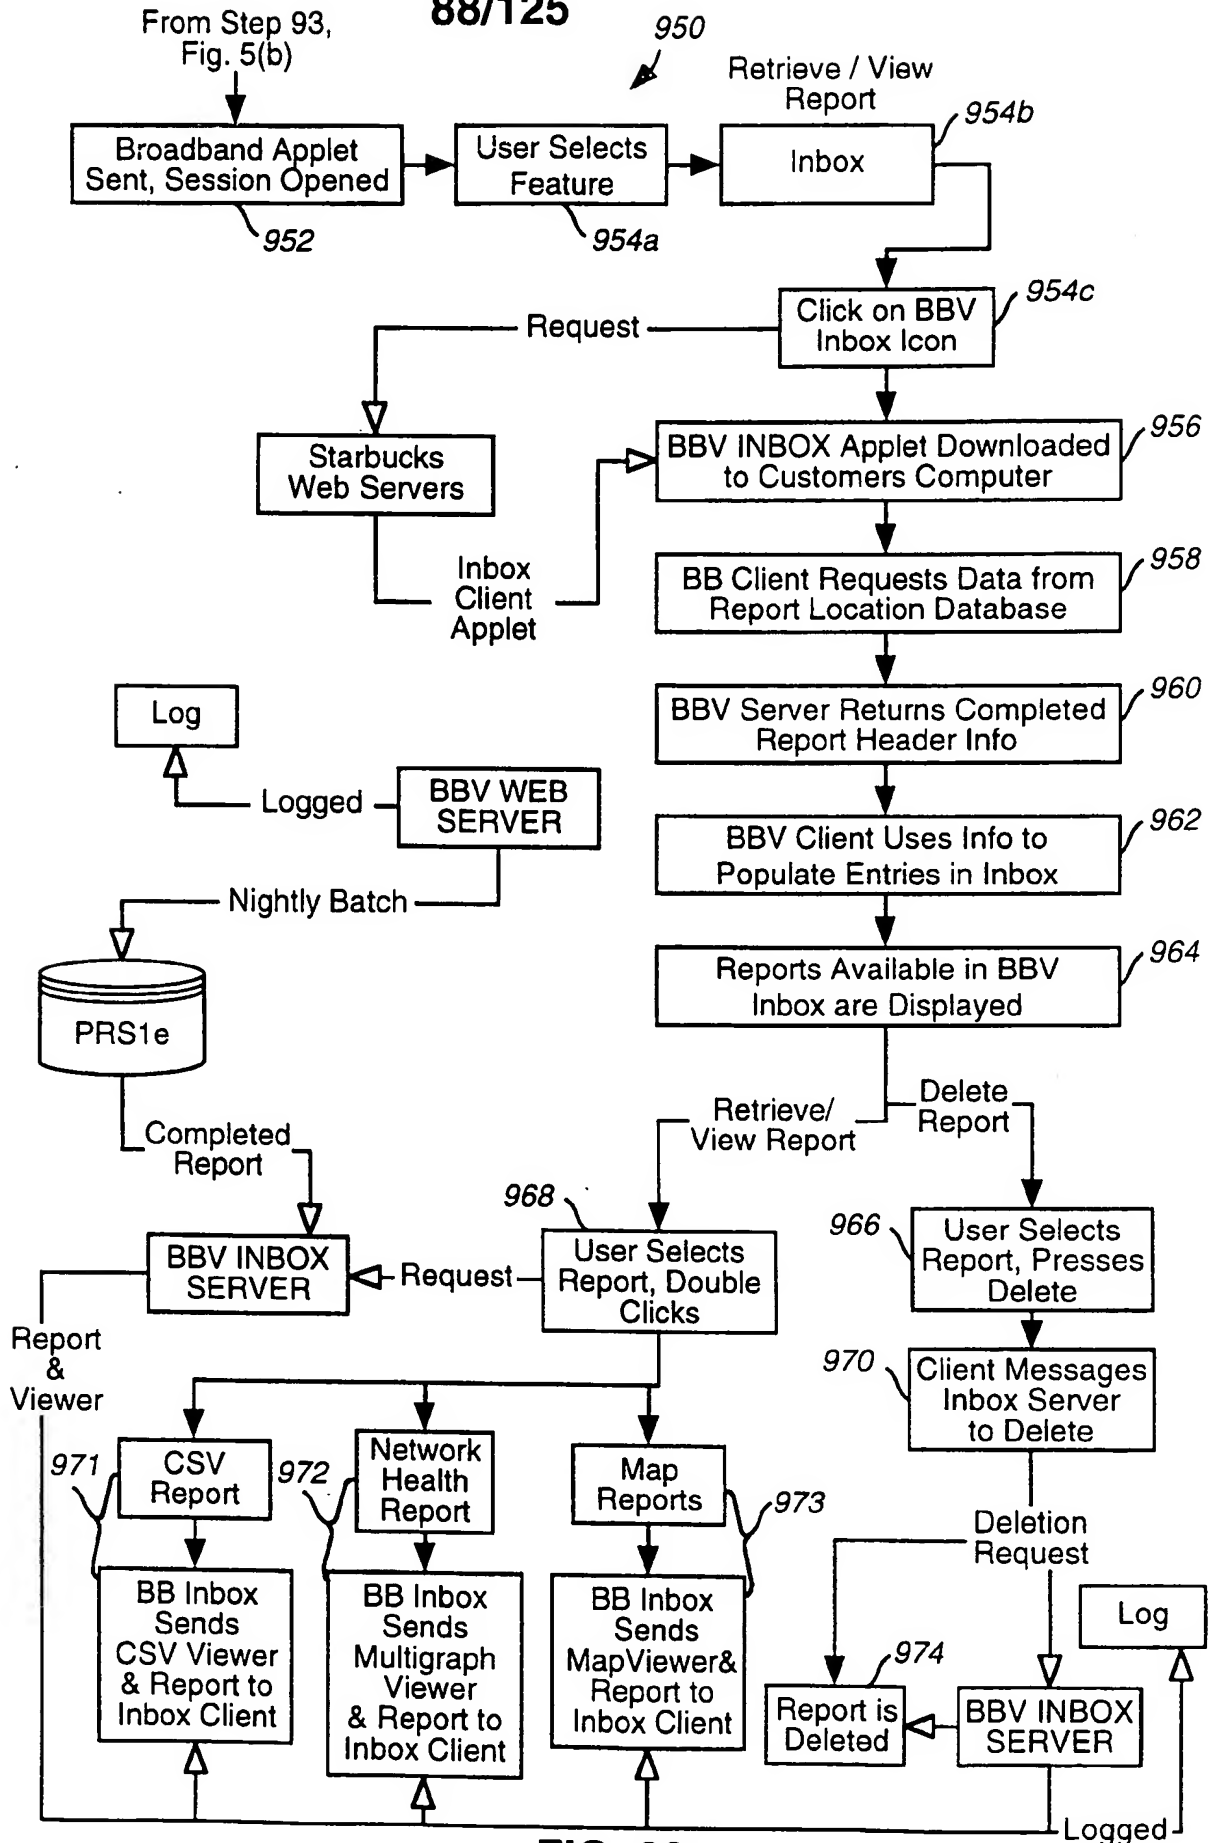 88/125
From Step 93,
Fig. 5(b)
950
Retrieve / View
Report
954b
Broadband Applet
Sent, Session Opened
User Selects
Feature
Inbox
952
954a
954c
Click on BBV
Inbox Icon
Request
Starbucks
Web Servers
956
BBV INBOX Applet Downloaded
to Customers Computer
Inbox
Client
Applet
958
BB Client Requests Data from
Report Location Database
960
BBV Server Returns Completed
Report Header Info
Log
Logged
BBV WEB
SERVER
962
BBV Client Uses Info to
Populate Entries in Inbox
Nightly Batch
964
Reports Available in BBV
Inbox are Displayed
PRS1e
Retrieve/
View Report
Delete
Report
Completed
Report
968
966
BBV INBOX
SERVER
Request
User Selects
Report, Double
Clicks
User Selects
Report, Presses
Delete
Report
&
Viewer
970
Client Messages
Inbox Server
to Delete
971
CSV
Report
972
Network
Health
Report
Map
Reports
973
Deletion
Request
BB Inbox
Sends
CSV Viewer
& Report to
Inbox Client
BB Inbox
Sends
Multigraph
Viewer
& Report to
Inbox Client
BB Inbox
Sends
MapViewer&
Report to
Inbox Client
Log
974
Report is
Deleted
BBV INBOX
SERVER
Logged